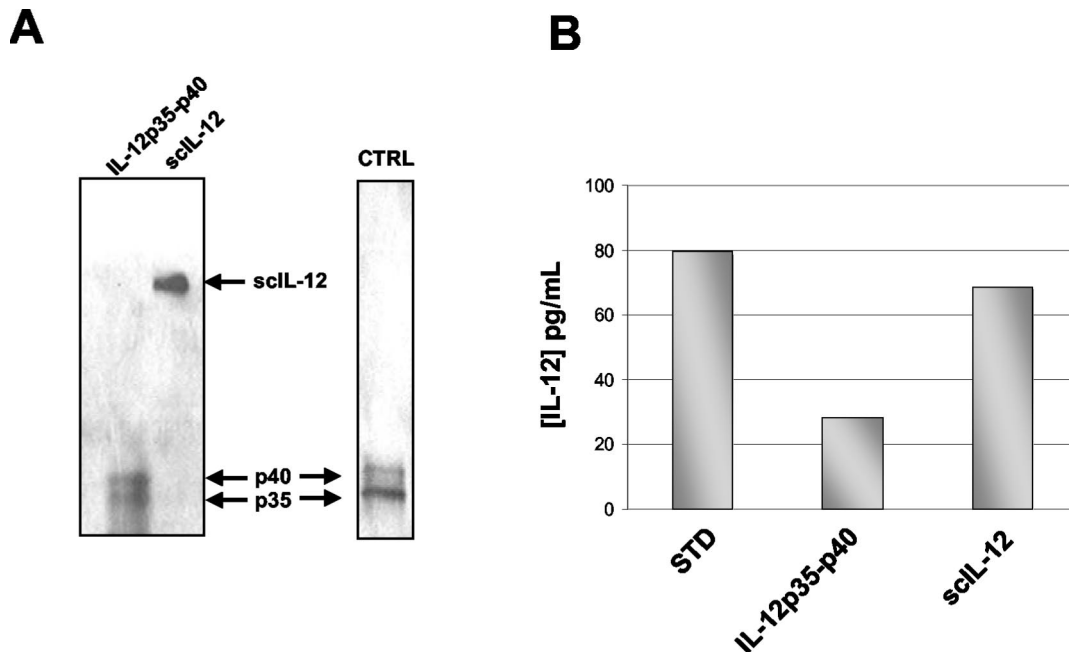 A
IL-12p35-p40
scIL-12
CTRL
scIL-12
p40
p35
B
[IL-12] pg/mL
100
80
60
40
20
0
STD
IL-12p35-p40
scIL-12